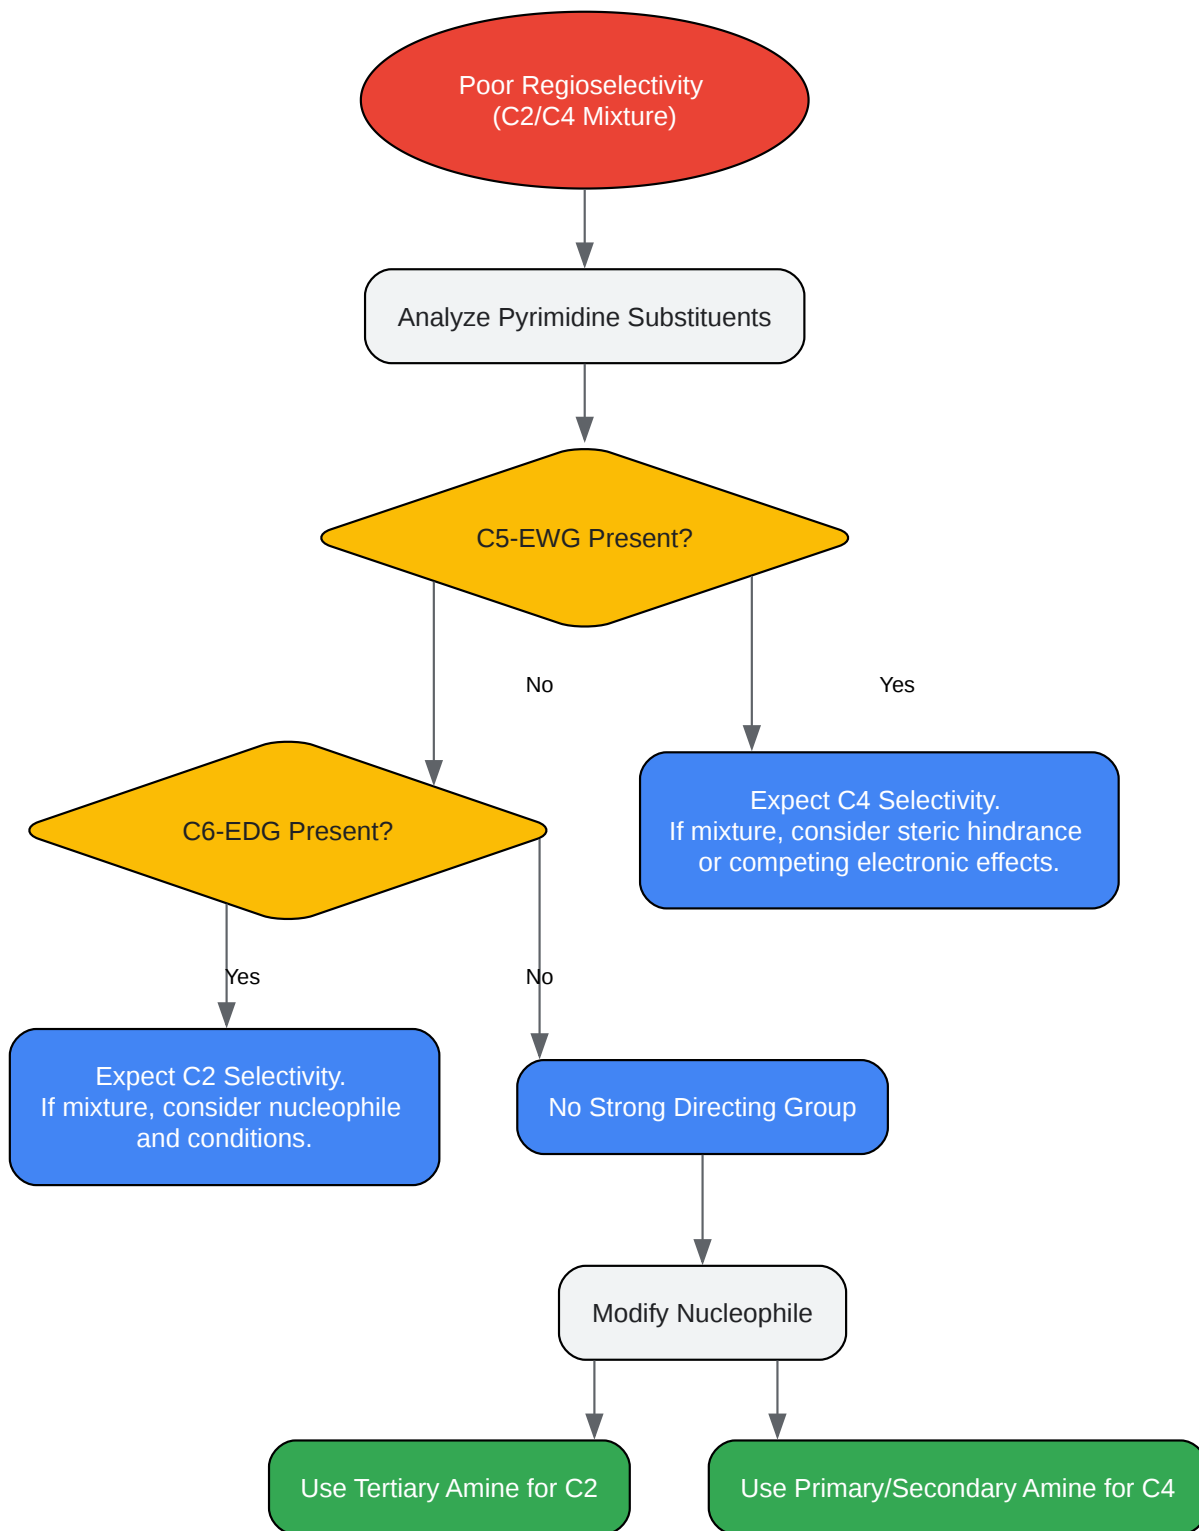 Poor Regioselectivity
(C2/C4 Mixture)
Analyze Pyrimidine Substituents
C5-EWG Present?
No
Yes
C6-EDG Present?
Expect C4 Selectivity.
If mixture, consider steric hindrance
or competing electronic effects.
Yes
No
Expect C2 Selectivity.
If mixture, consider nucleophile
and conditions.
No Strong Directing Group
Modify Nucleophile
Use Tertiary Amine for C2
Use Primary/Secondary Amine for C4